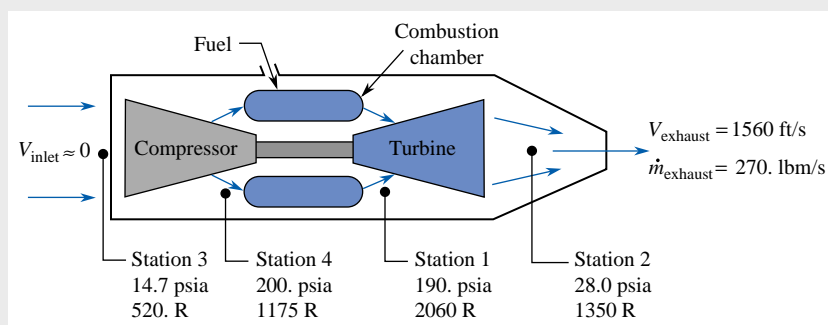 Fuel
Combustion
chamber
V_inlet ≈ 0
Compressor
Turbine
V_exhaust = 1560 ft/s
ṁ_exhaust = 270. lbm/s
Station 3
14.7 psia
520. R
Station 4
200. psia
1175 R
Station 1
190. psia
2060 R
Station 2
28.0 psia
1350 R